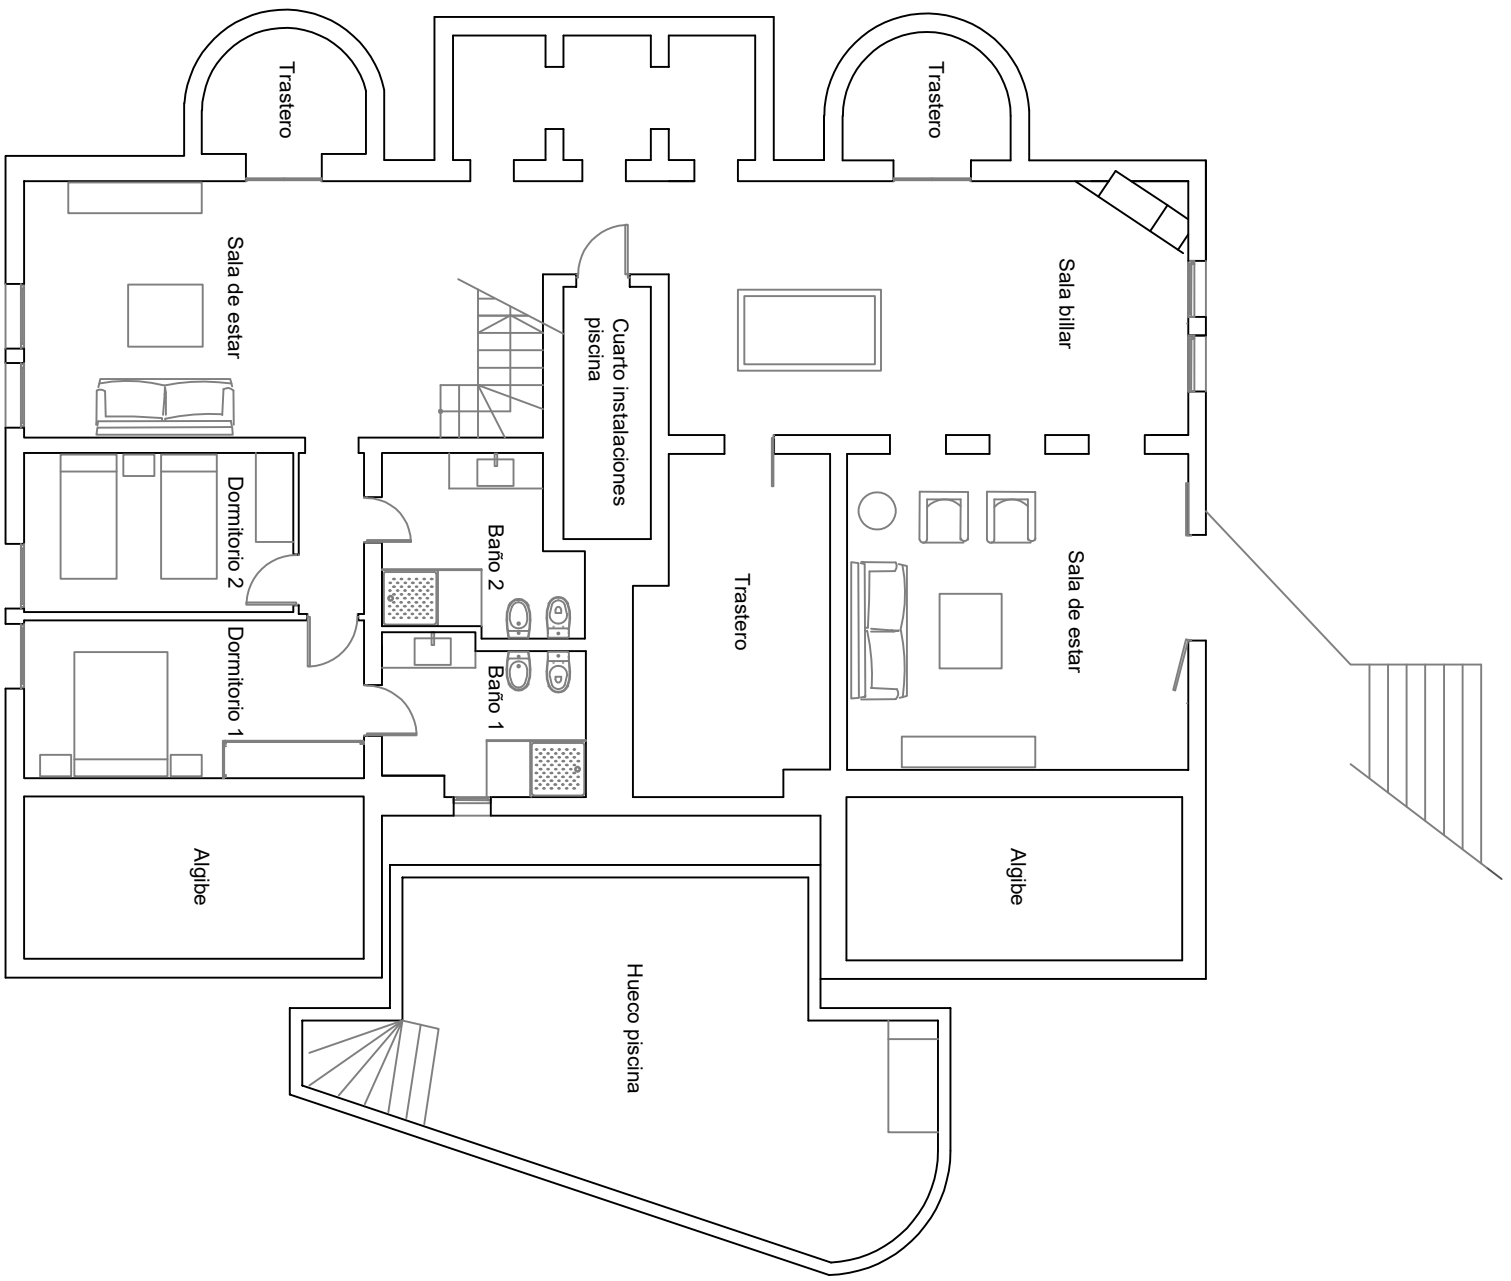 Trastero
Trastero
Sala de estar
Sala billar
Cuarto instalaciones
piscina
Dormitorio 2
Baño 2
Trastero
Sala de estar
Dormitorio 1
Baño 1
Algibe
Algibe
Hueco piscina